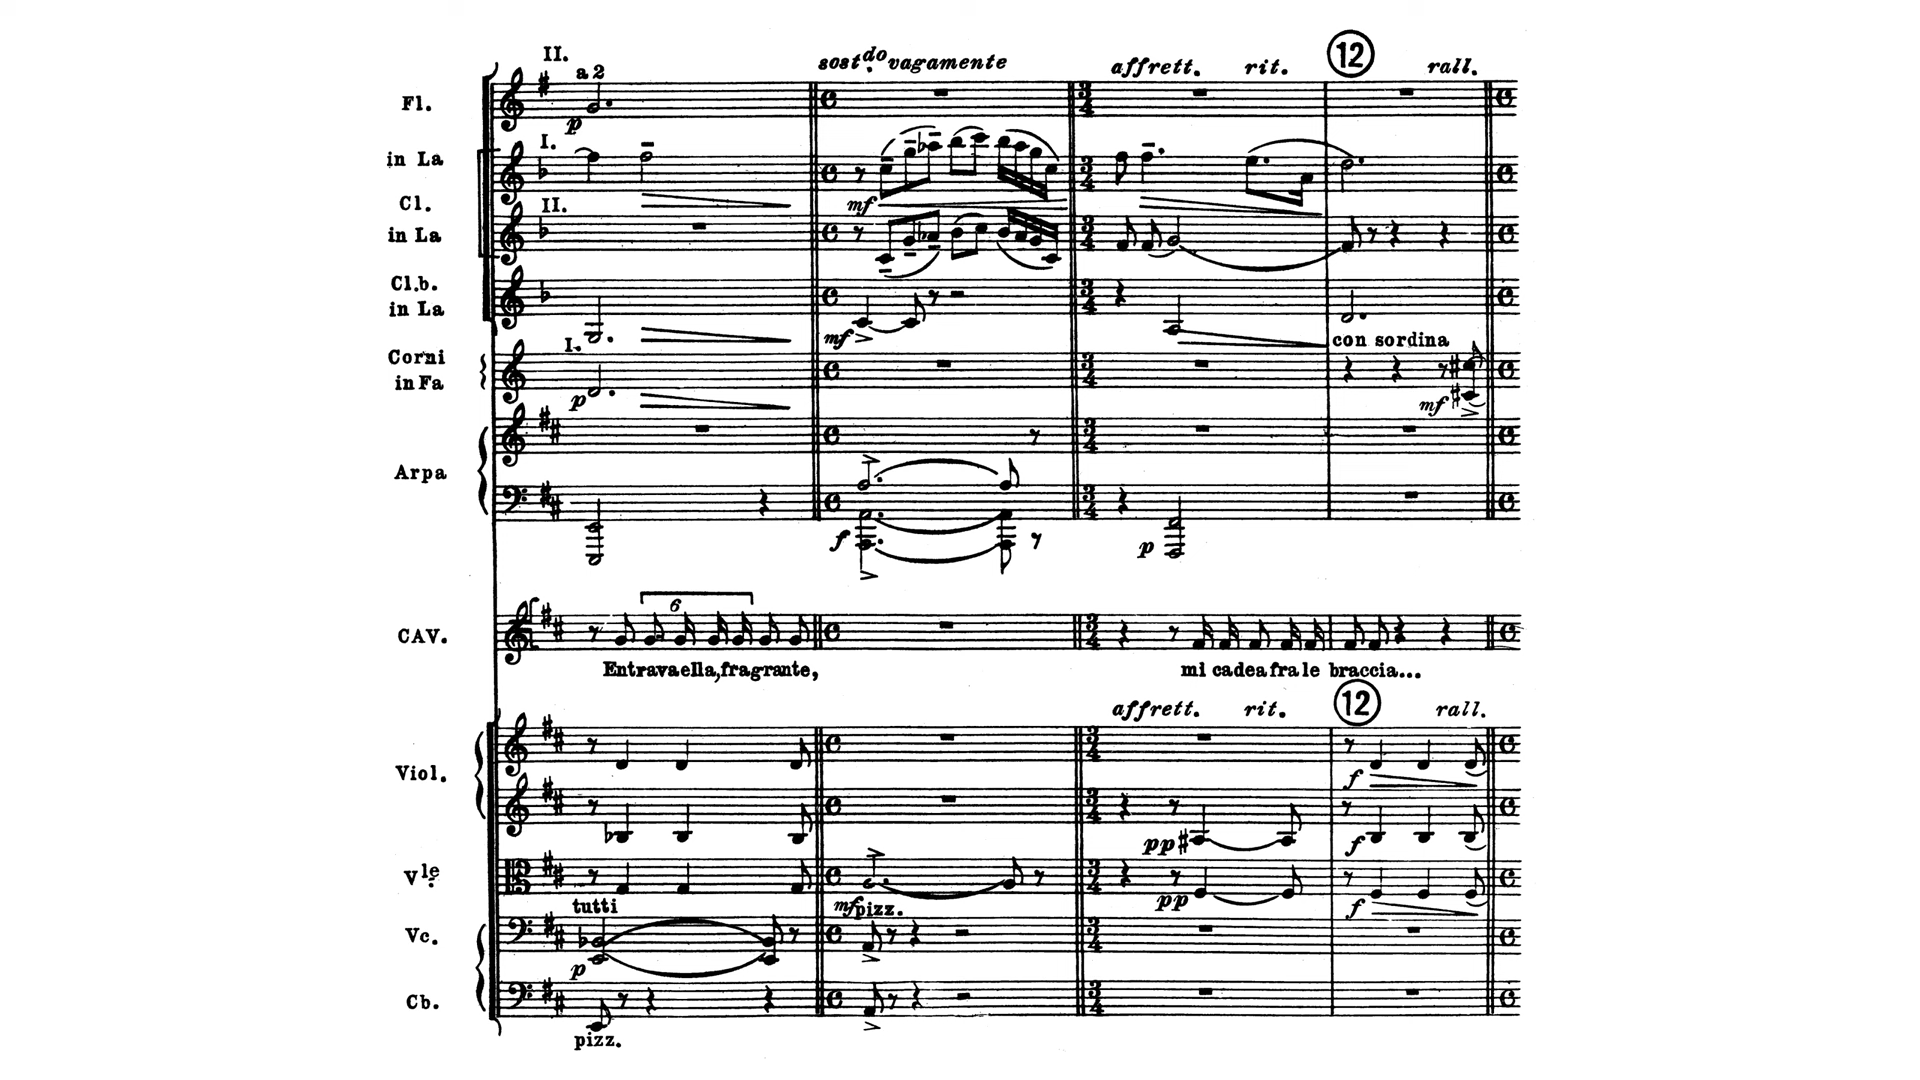 II.
a 2
sost.do vagamente
affrett. rit.
12
rall.
Fl.
p
I.
in La
Cl.
mf
II.
in La
Cl.b.
in La
mf
I.
con sordina
Corni
in Fa
p
mf
Arpa
f
p
6
CAV.
Entrava ella, fragrante,
mi cadea fra le braccia...
12
affrett. rit.
rall.
Viol.
f
pp
f
Vle.
tutti
mf pizz.
pp
f
Vc.
p
Cb.
pizz.